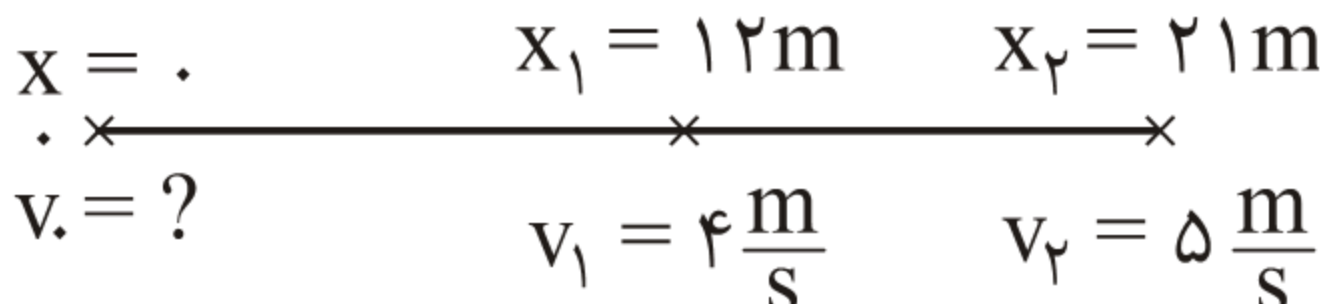 x = ۰ x۱ = ۱۲m x۲ = ۲۱m
۰
v۰ = ? v۱ = ۴ m/s v۲ = ۵ m/s